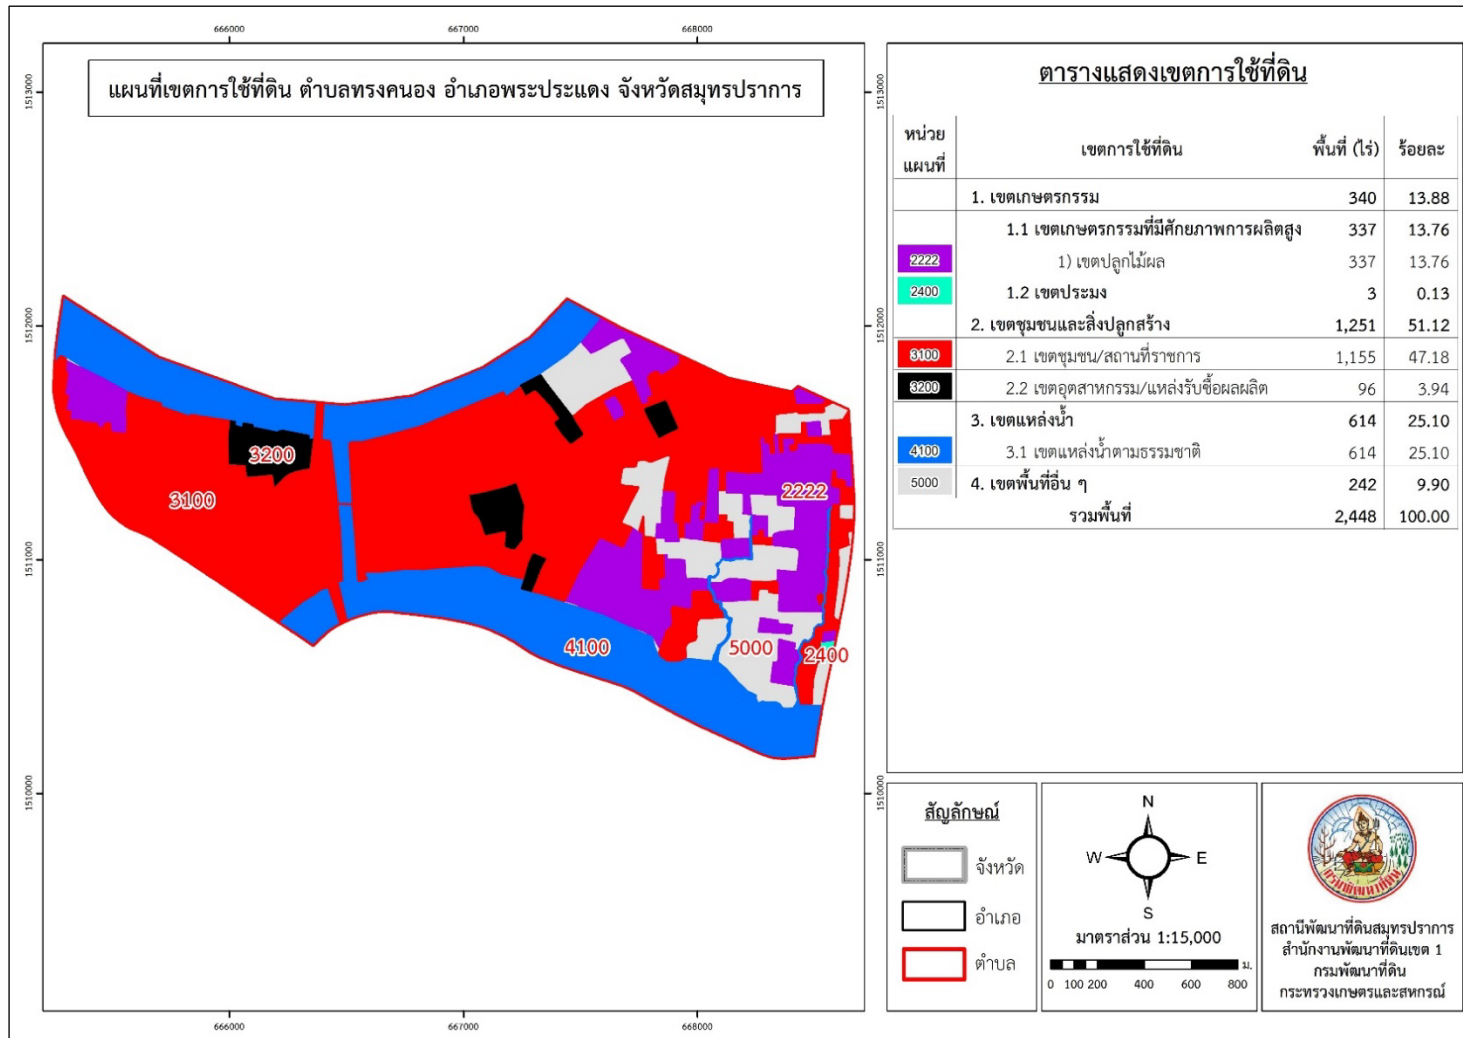 666000
667000
668000
1513000
1513000
แผนที่เขตการใช้ที่ดิน ตำบลทรงคนอง อำเภอพระประแดง จังหวัดสมุทรปราการ
1512000
1512000
1511000
1511000
1510000
1510000
3200
3100
2222
4100
5000
2400
666000
667000
668000
ตารางแสดงเขตการใช้ที่ดิน
หน่วย
แผนที่ เขตการใช้ที่ดิน พื้นที่ (ไร่) ร้อยละ
1. เขตเกษตรกรรม 340 13.88
1.1 เขตเกษตรกรรมที่มีศักยภาพการผลิตสูง 337 13.76
2222 1) เขตปลูกไม้ผล 337 13.76
2400 1.2 เขตประมง 3 0.13
2. เขตชุมชนและสิ่งปลูกสร้าง 1,251 51.12
3100 2.1 เขตชุมชน/สถานที่ราชการ 1,155 47.18
3200 2.2 เขตอุตสาหกรรม/แหล่งรับซื้อผลผลิต 96 3.94
3. เขตแหล่งน้ำ 614 25.10
4100 3.1 เขตแหล่งน้ำตามธรรมชาติ 614 25.10
5000 4. เขตพื้นที่อื่น ๆ 242 9.90
รวมพื้นที่ 2,448 100.00
สัญลักษณ์
จังหวัด
อำเภอ
ตำบล
N
W E
S
มาตราส่วน 1:15,000
ม.
0 100 200 400 600 800
กรมพัฒนาที่ดิน
สถานีพัฒนาที่ดินสมุทรปราการ
สำนักงานพัฒนาที่ดินเขต 1
กรมพัฒนาที่ดิน
กระทรวงเกษตรและสหกรณ์